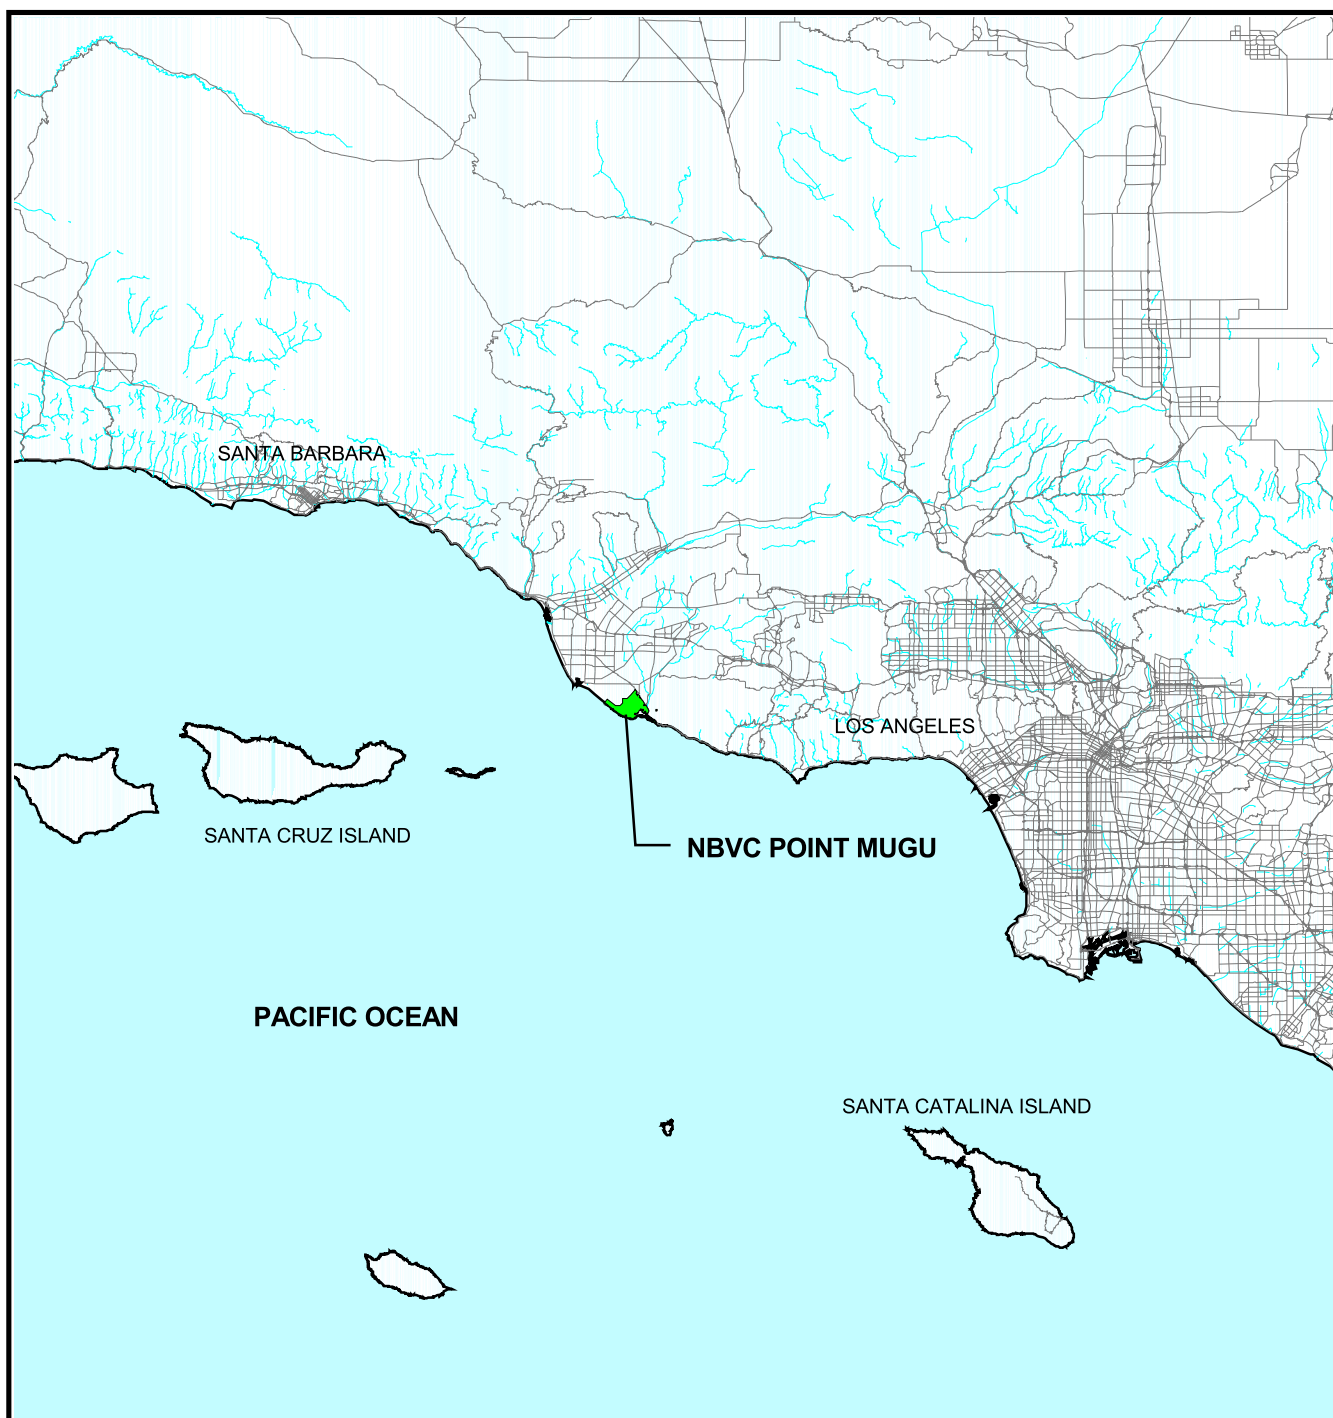 SANTA BARBARA
LOS ANGELES
SANTA CRUZ ISLAND
NBVC POINT MUGU
PACIFIC OCEAN
SANTA CATALINA ISLAND